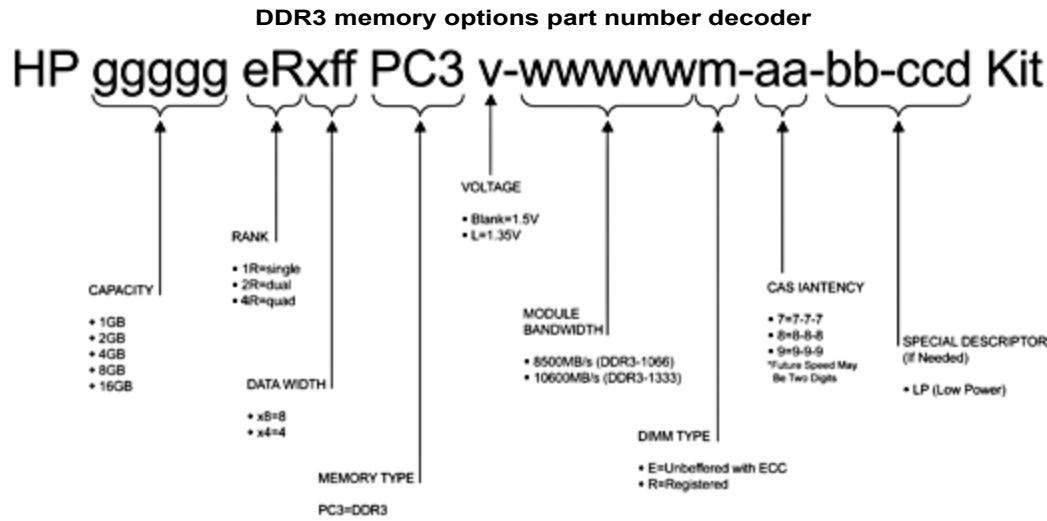 DDR3 memory options part number decoder
HP ggggg eRxff PC3 v-wwwwwm-aa-bb-ccd Kit
CAPACITY
• 1GB
• 2GB
• 4GB
• 8GB
• 16GB
RANK
• 1R=single
• 2R=dual
• 4R=quad
DATA WIDTH
• x8=8
• x4=4
MEMORY TYPE
PC3=DDR3
VOLTAGE
• Blank=1.5V
• L=1.35V
MODULE
BANDWIDTH
• 8500MB/s (DDR3-1066)
• 10600MB/s (DDR3-1333)
DIMM TYPE
• E=Unbeffered with ECC
• R=Registered
CAS IANTENCY
• 7=7-7-7
• 8=8-8-8
• 9=9-9-9
*Future Speed May
Be Two Digits
SPECIAL DESCRIPTOR
(If Needed)
• LP (Low Power)